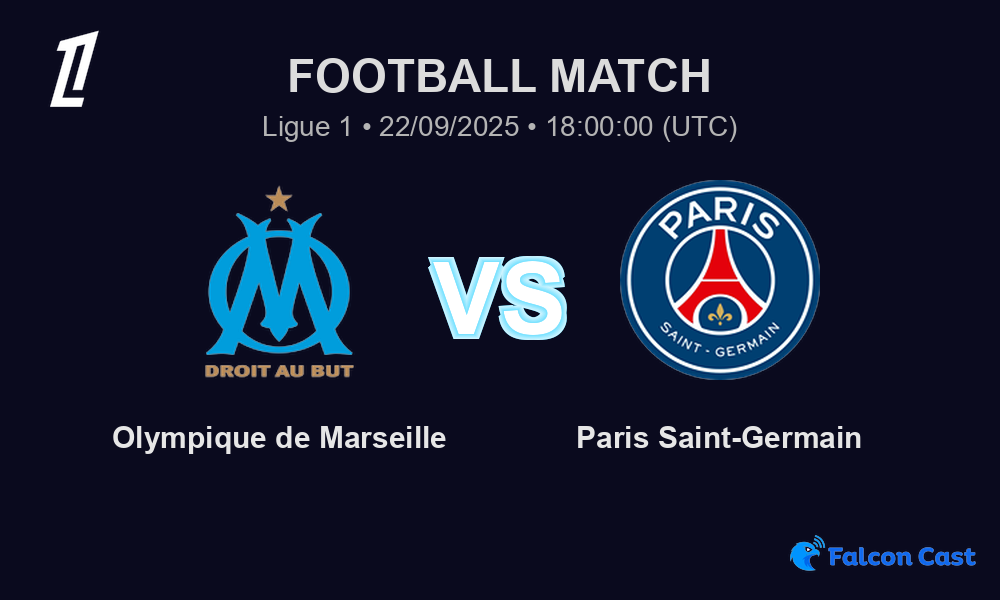 FOOTBALL MATCH
Ligue 1 • 22/09/2025 • 18:00:00 (UTC)
DROIT AU BUT
VS
PARIS
SAINT-GERMAIN
Olympique de Marseille
Paris Saint-Germain
Falcon Cast